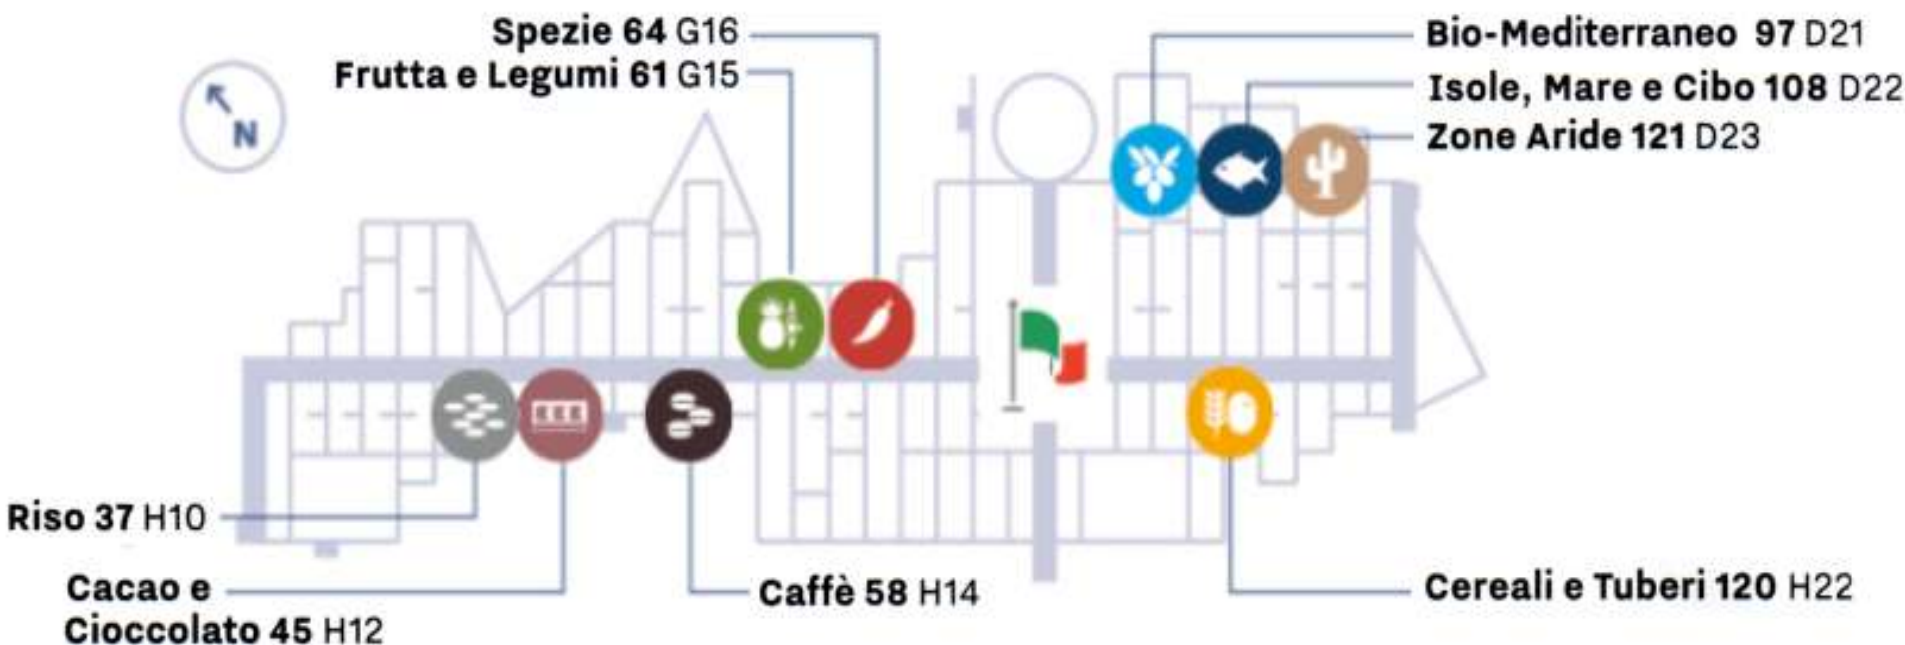 Spezie 64 G16
Frutta e Legumi 61 G15
Bio-Mediterraneo 97 D21
Isole, Mare e Cibo 108 D22
Zone Aride 121 D23
N
Riso 37 H10
Cacao e
Cioccolato 45 H12
Caffè 58 H14
Cereali e Tuberi 120 H22